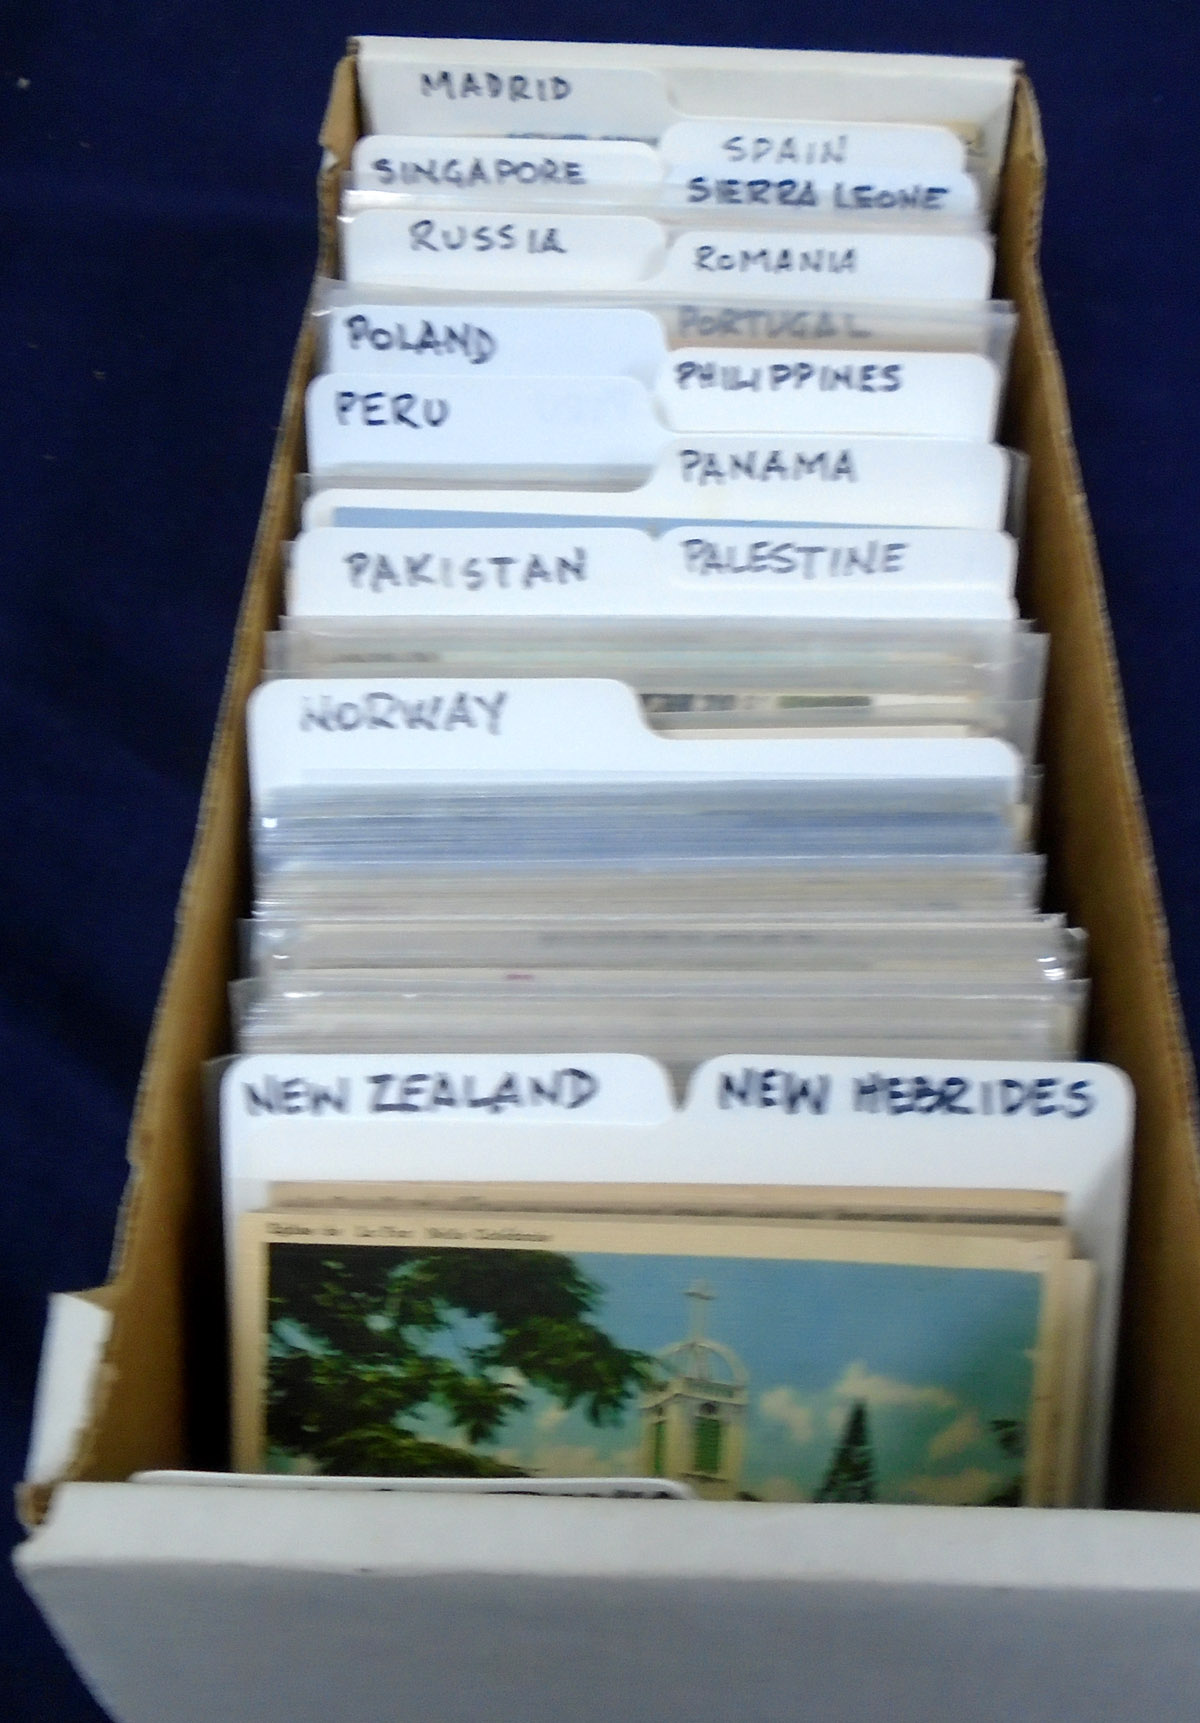 MADRID
SPAIN
SINGAPORE
SIERRA LEONE
RUSSIA
ROMANIA
PORTUGAL
POLAND
PHILIPPINES
PERU
PANAMA
PALESTINE
PAKISTAN
NORWAY
NEW ZEALAND
NEW HEBRIDES